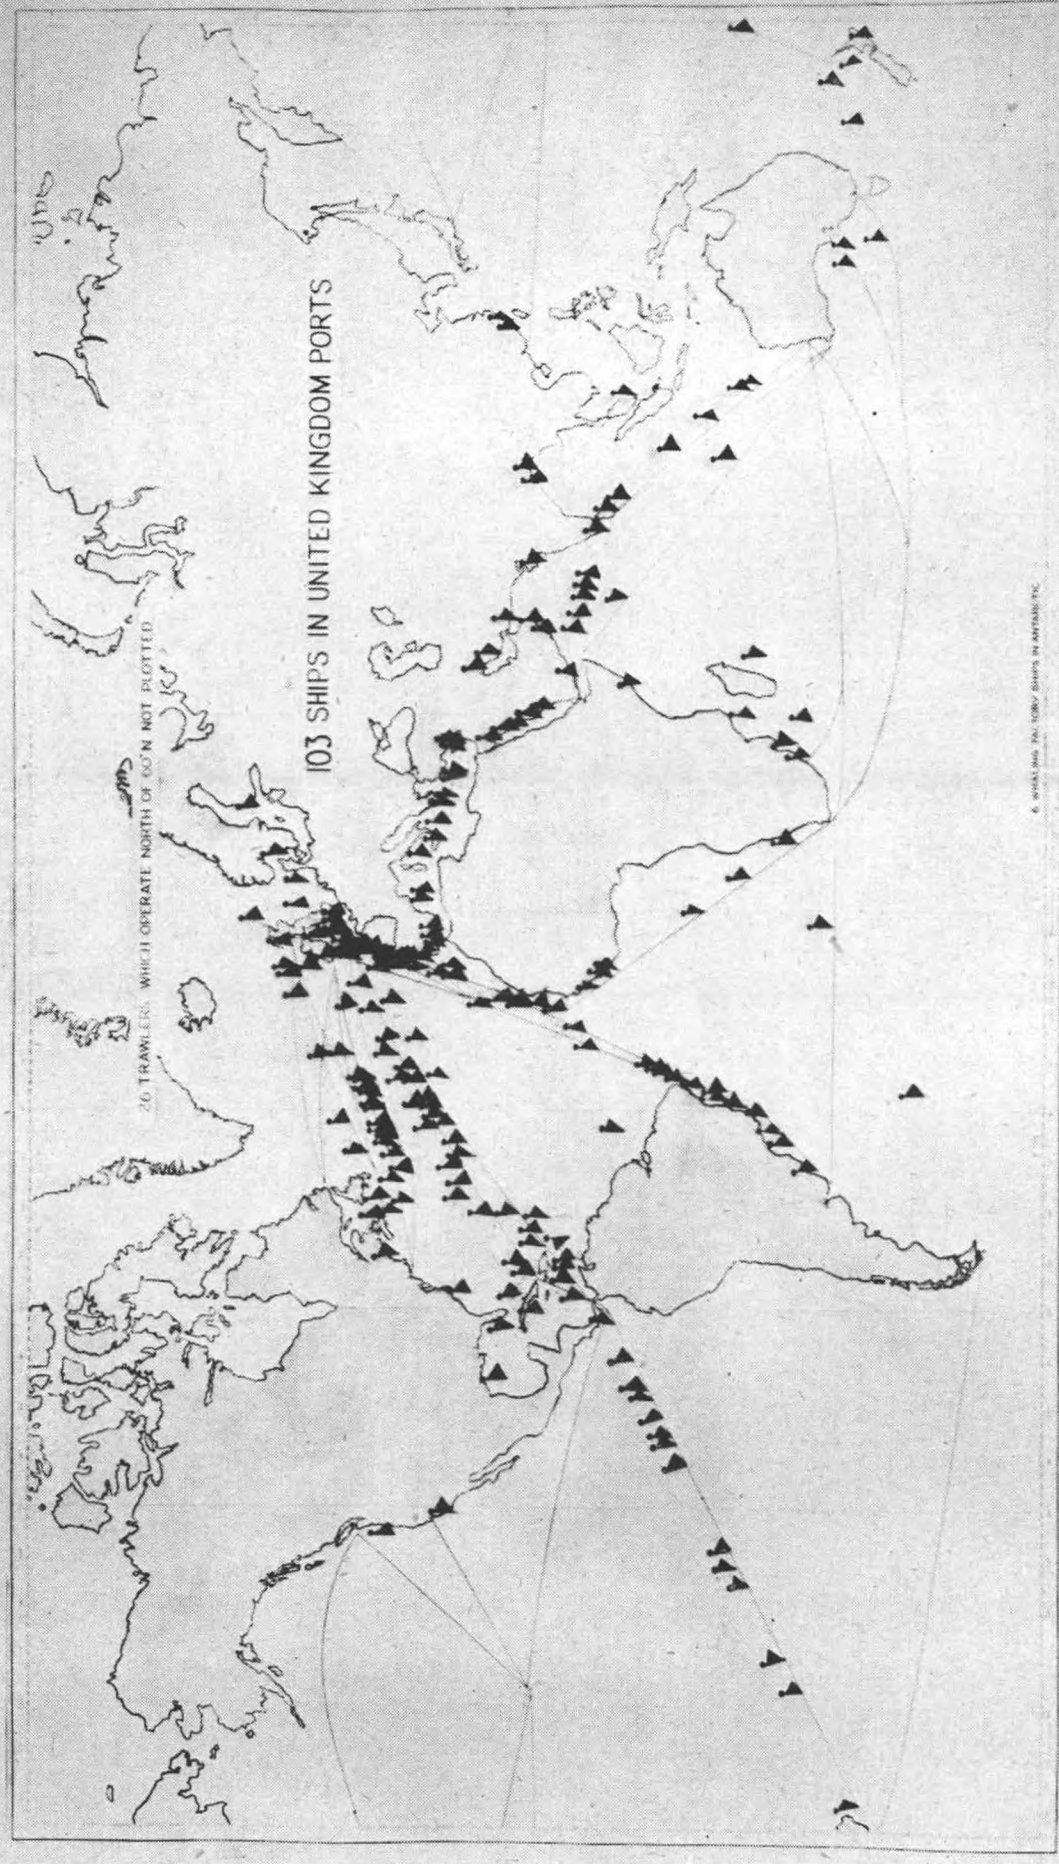 26 TRAWLERS WHICH OPERATE NORTH OF 60°N NOT PLOTTED
103 SHIPS IN UNITED KINGDOM PORTS
6 WHALING FACTORY SHIPS IN ANTARCTIC